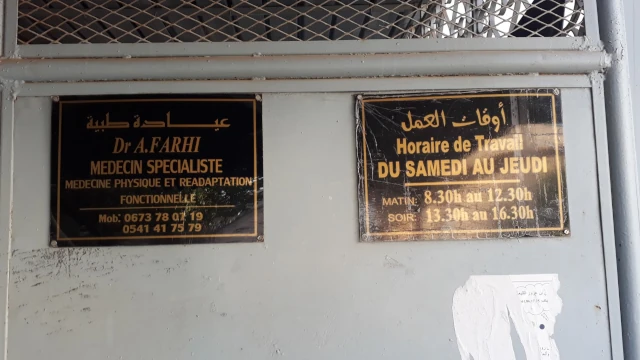 عيادة طبية
Dr A.FARHI
MEDECIN SPECIALISTE
MEDECINE PHYSIQUE ET READAPTATION
FONCTIONNELLE
Mob: 0673 78 07 19
0541 41 75 79
أوقات العمل
Horaire de Travail
DU SAMEDI AU JEUDI
MATIN: 8.30h au 12.30h
SOIR: 13.30h au 16.30h